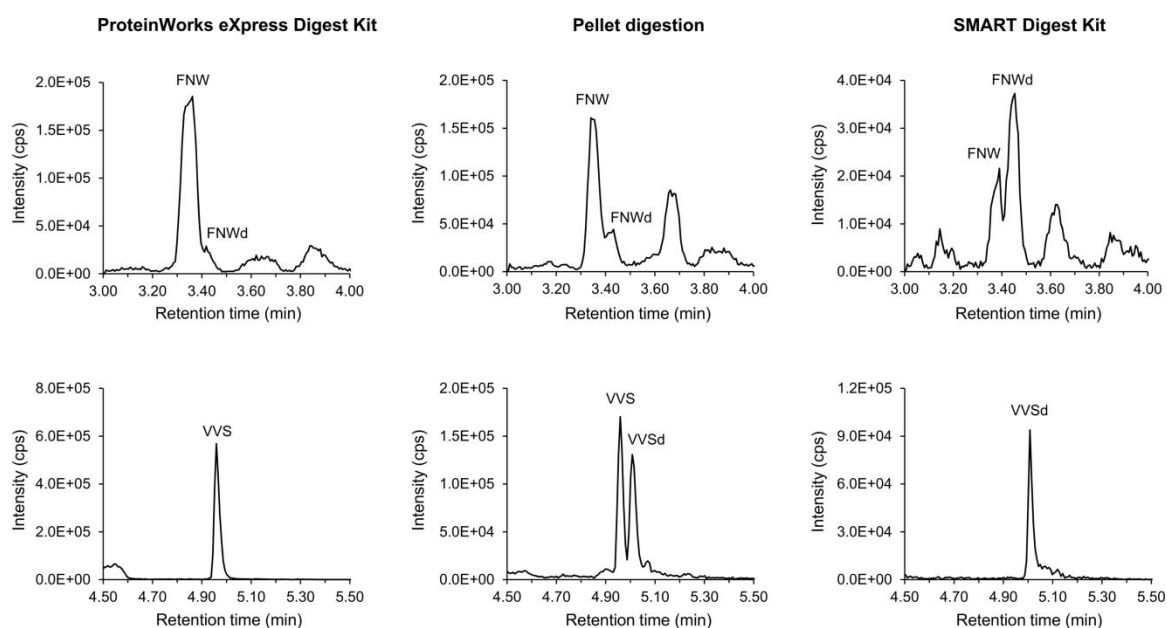 ProteinWorks eXpress Digest Kit
Pellet digestion
SMART Digest Kit
Intensity (cps)
2.0E+05
1.5E+05
1.0E+05
5.0E+04
0.0E+00
FNW
FNWd
3.00 3.20 3.40 3.60 3.80 4.00
Retention time (min)
Intensity (cps)
2.0E+05
1.5E+05
1.0E+05
5.0E+04
0.0E+00
FNW
FNWd
3.00 3.20 3.40 3.60 3.80 4.00
Retention time (min)
Intensity (cps)
4.0E+04
3.0E+04
2.0E+04
1.0E+04
0.0E+00
FNWd
FNW
3.00 3.20 3.40 3.60 3.80 4.00
Retention time (min)
Intensity (cps)
8.0E+05
6.0E+05
4.0E+05
2.0E+05
0.0E+00
VVS
4.50 4.70 4.90 5.10 5.30 5.50
Retention time (min)
Intensity (cps)
2.0E+05
1.5E+05
1.0E+05
5.0E+04
0.0E+00
VVS
VVSd
4.50 4.70 4.90 5.10 5.30 5.50
Retention time (min)
Intensity (cps)
1.2E+05
9.0E+04
6.0E+04
3.0E+04
0.0E+00
VVSd
4.50 4.70 4.90 5.10 5.30 5.50
Retention time (min)